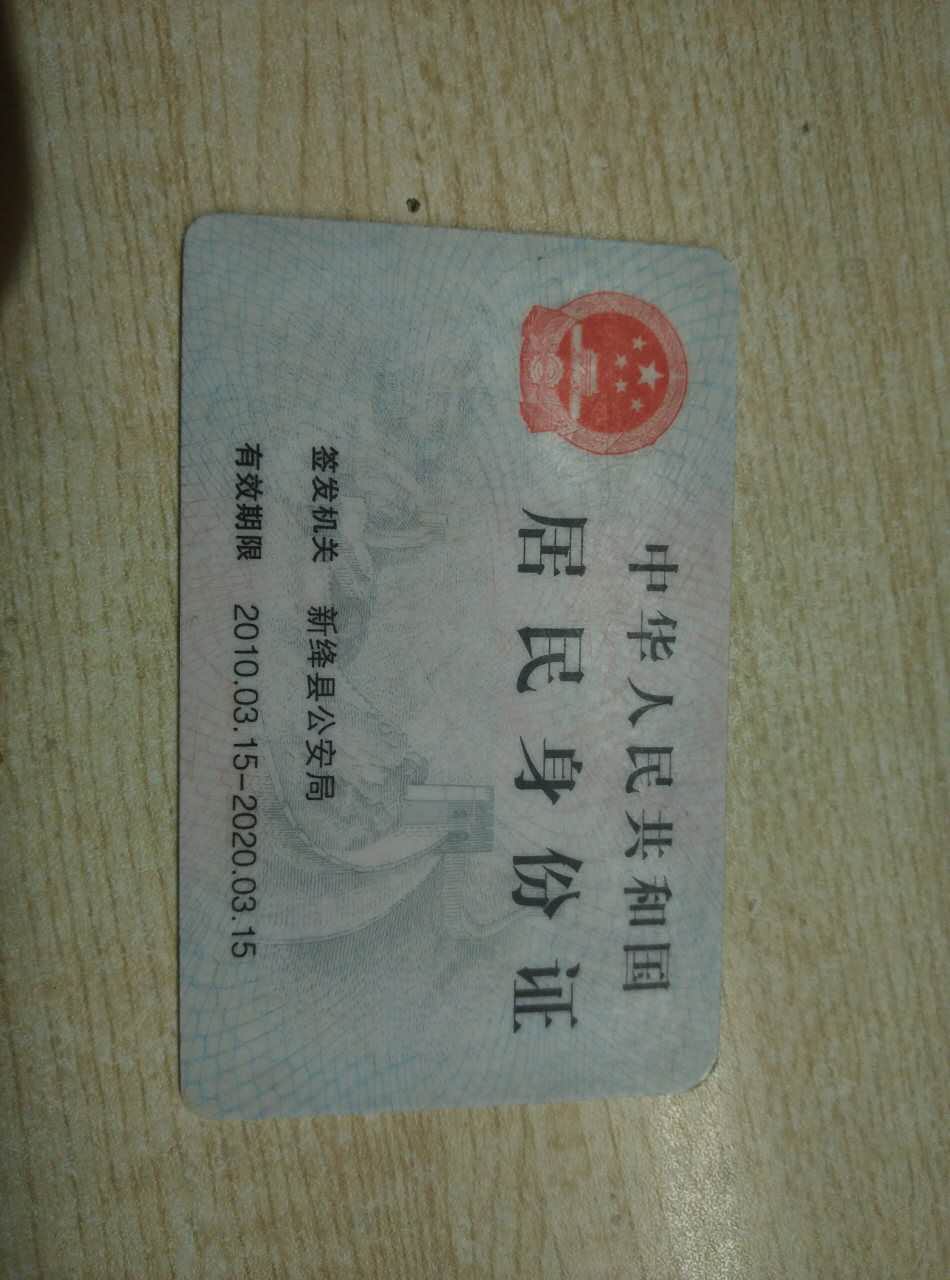 中华人民共和国
居民身份证
签发机关 新绛县公安局
有效期限 2010.03.15-2020.03.15